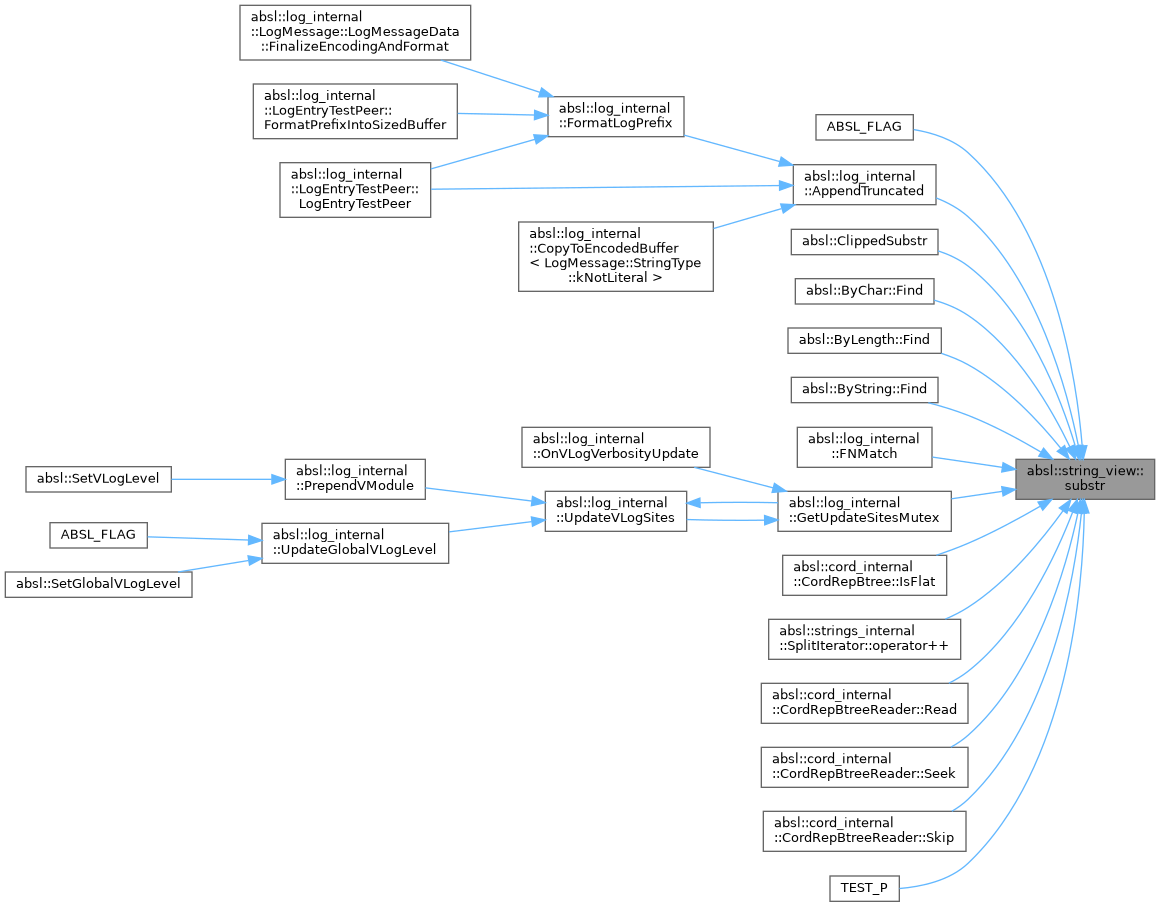 absl::log_internal
::LogMessage::LogMessageData
::FinalizeEncodingAndFormat
absl::log_internal
::LogEntryTestPeer::
FormatPrefixIntoSizedBuffer
absl::log_internal
::LogEntryTestPeer::
LogEntryTestPeer
absl::log_internal
::FormatLogPrefix
absl::log_internal
::CopyToEncodedBuffer
< LogMessage::StringType
::kNotLiteral >
ABSL_FLAG
absl::log_internal
::AppendTruncated
absl::ClippedSubstr
absl::ByChar::Find
absl::ByLength::Find
absl::ByString::Find
absl::log_internal
::FNMatch
absl::log_internal
::OnVLogVerbosityUpdate
absl::SetVLogLevel
absl::log_internal
::PrependVModule
absl::log_internal
::UpdateVLogSites
absl::log_internal
::GetUpdateSitesMutex
absl::string_view::
substr
ABSL_FLAG
absl::log_internal
::UpdateGlobalVLogLevel
absl::SetGlobalVLogLevel
absl::cord_internal
::CordRepBtree::IsFlat
absl::strings_internal
::SplitIterator::operator++
absl::cord_internal
::CordRepBtreeReader::Read
absl::cord_internal
::CordRepBtreeReader::Seek
absl::cord_internal
::CordRepBtreeReader::Skip
TEST_P